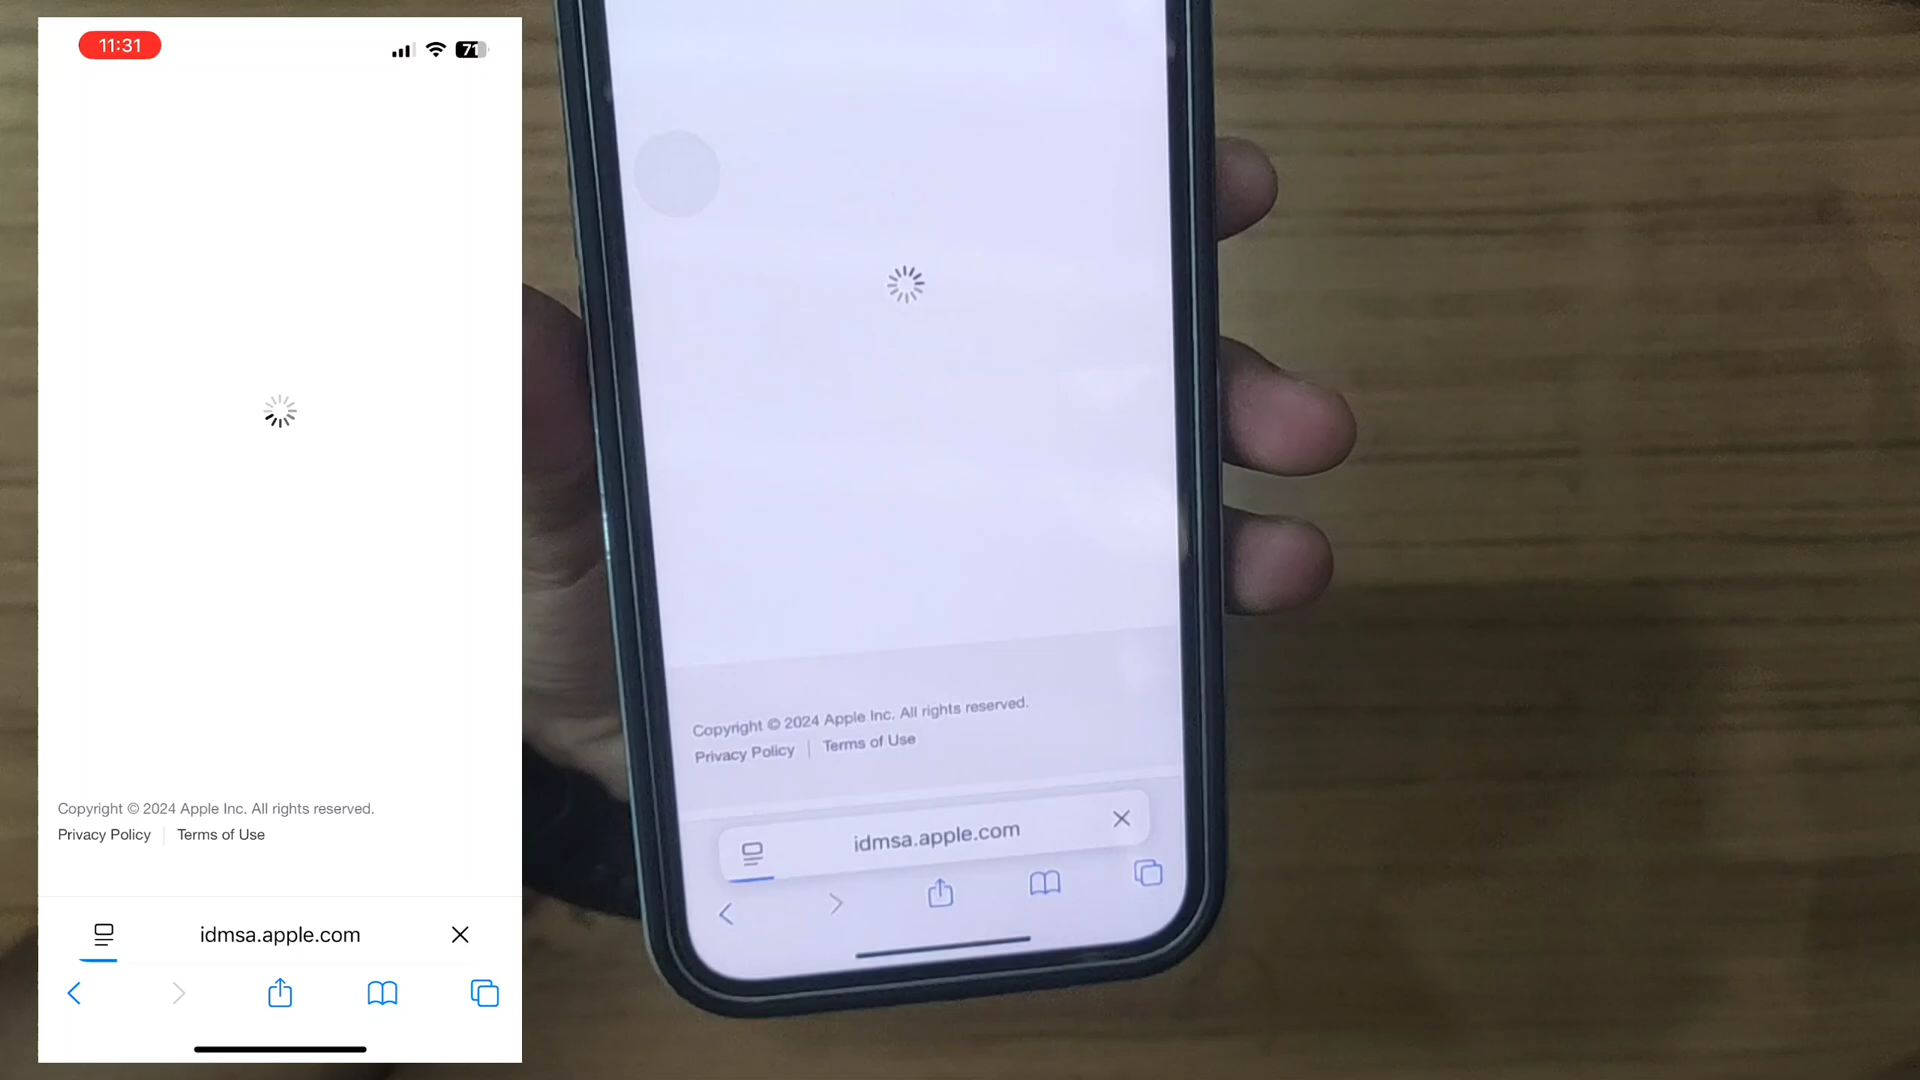 11:31
71
Copyright © 2024 Apple Inc. All rights reserved.
Privacy Policy
Terms of Use
idmsa.apple.com
Copyright © 2024 Apple Inc. All rights reserved.
Privacy Policy
Terms of Use
idmsa.apple.com